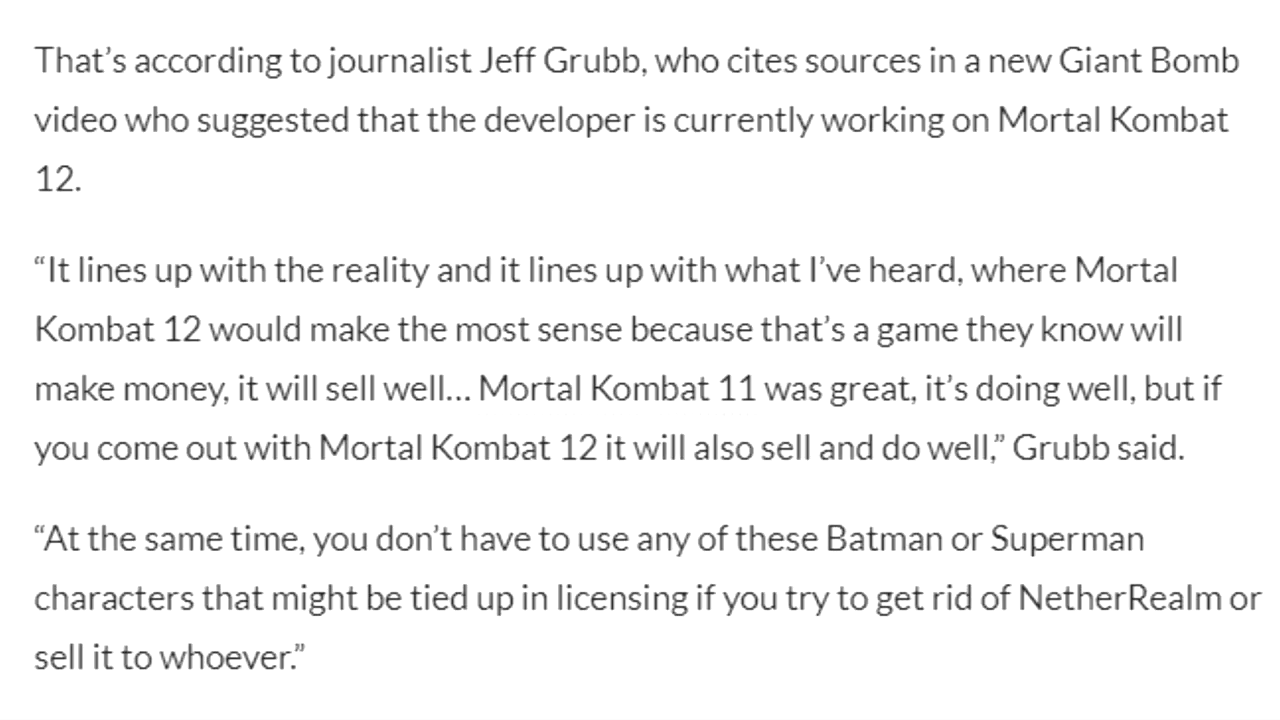 That’s according to journalist Jeff Grubb, who cites sources in a new Giant Bomb
video who suggested that the developer is currently working on Mortal Kombat
12.
“It lines up with the reality and it lines up with what I’ve heard, where Mortal
Kombat 12 would make the most sense because that’s a game they know will
make money, it will sell well… Mortal Kombat 11 was great, it’s doing well, but if
you come out with Mortal Kombat 12 it will also sell and do well,” Grubb said.
“At the same time, you don’t have to use any of these Batman or Superman
characters that might be tied up in licensing if you try to get rid of NetherRealm or
sell it to whoever.”